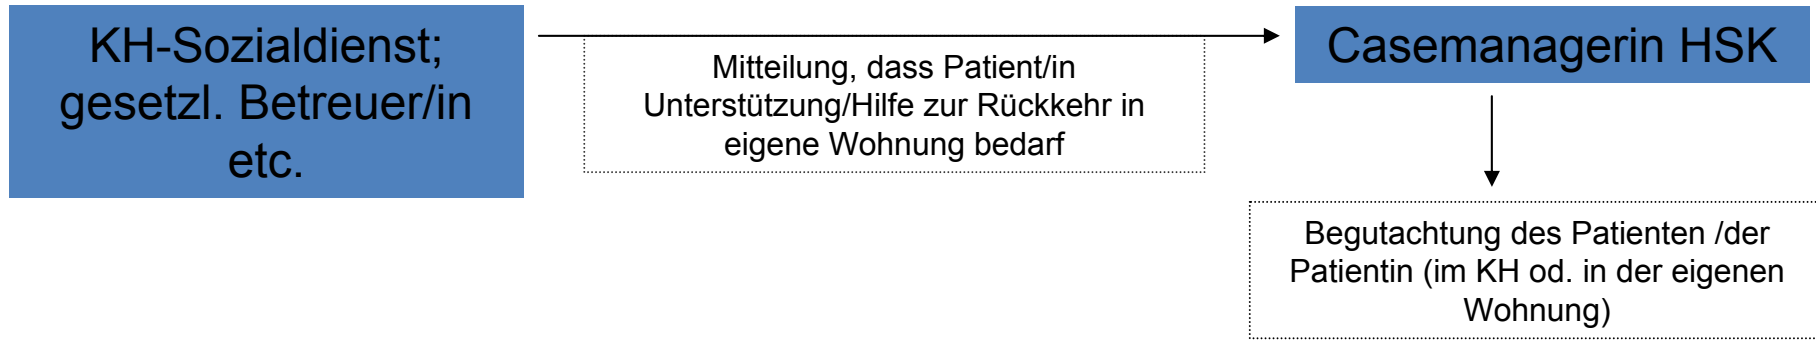 KH-Sozialdienst;
gesetzl. Betreuer/in
etc.
Mitteilung, dass Patient/in
Unterstützung/Hilfe zur Rückkehr in
eigene Wohnung bedarf
Casemanagerin HSK
Begutachtung des Patienten /der
Patientin (im KH od. in der eigenen
Wohnung)